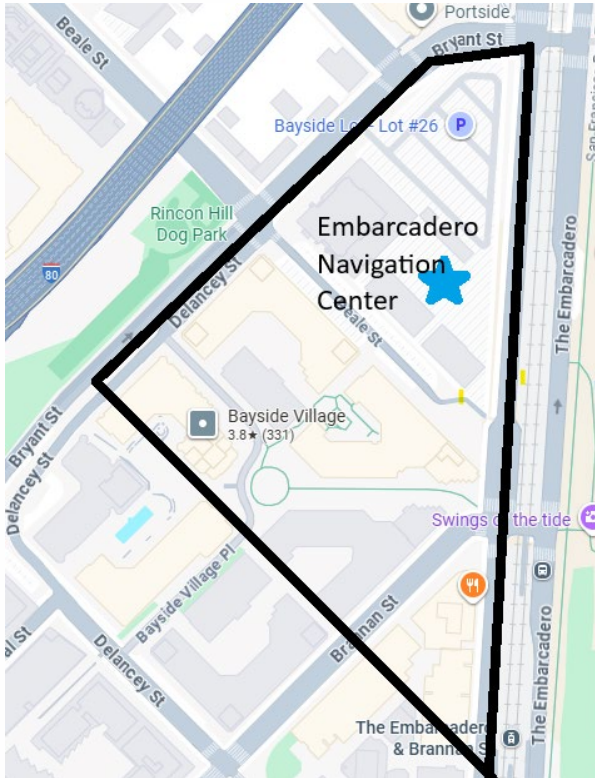 Portside
Beale St
Bryant St
San Francisco B
Bayside Lot - Lot #26
P
Rincon Hill
Dog Park
Embarcadero
Navigation
Center
80
Delancey St
Beale St
The Embarcadero
Bayside Village
3.8★ (331)
Bryant St
Delancey St
Swings of the tide
Bayside Village Pl
Brannan St
Delancey St
The Embarcadero
The Embarcadero
& Brannan St